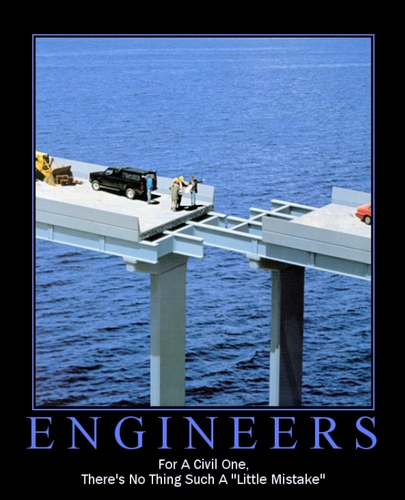 ENGINEERS
For A Civil One,
There's No Thing Such A "Little Mistake"